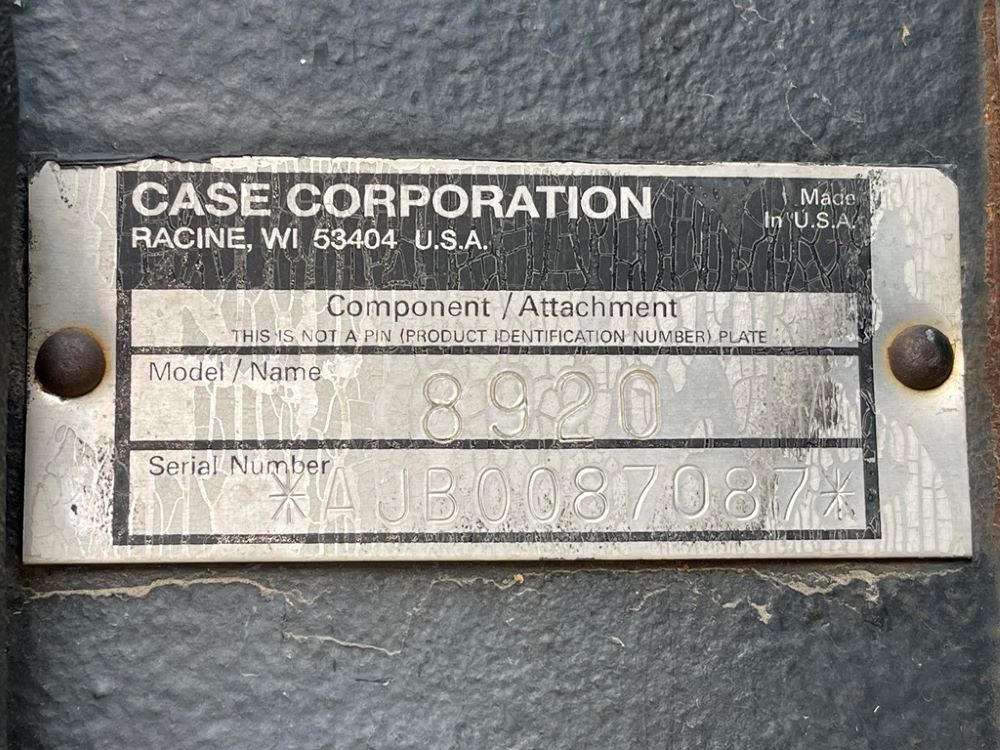 CASE CORPORATION
RACINE, WI 53404 U.S.A.
Made
In U.S.A.
Component / Attachment
THIS IS NOT A PIN (PRODUCT IDENTIFICATION NUMBER) PLATE
Model / Name
8920
Serial Number
*AJB0087087*